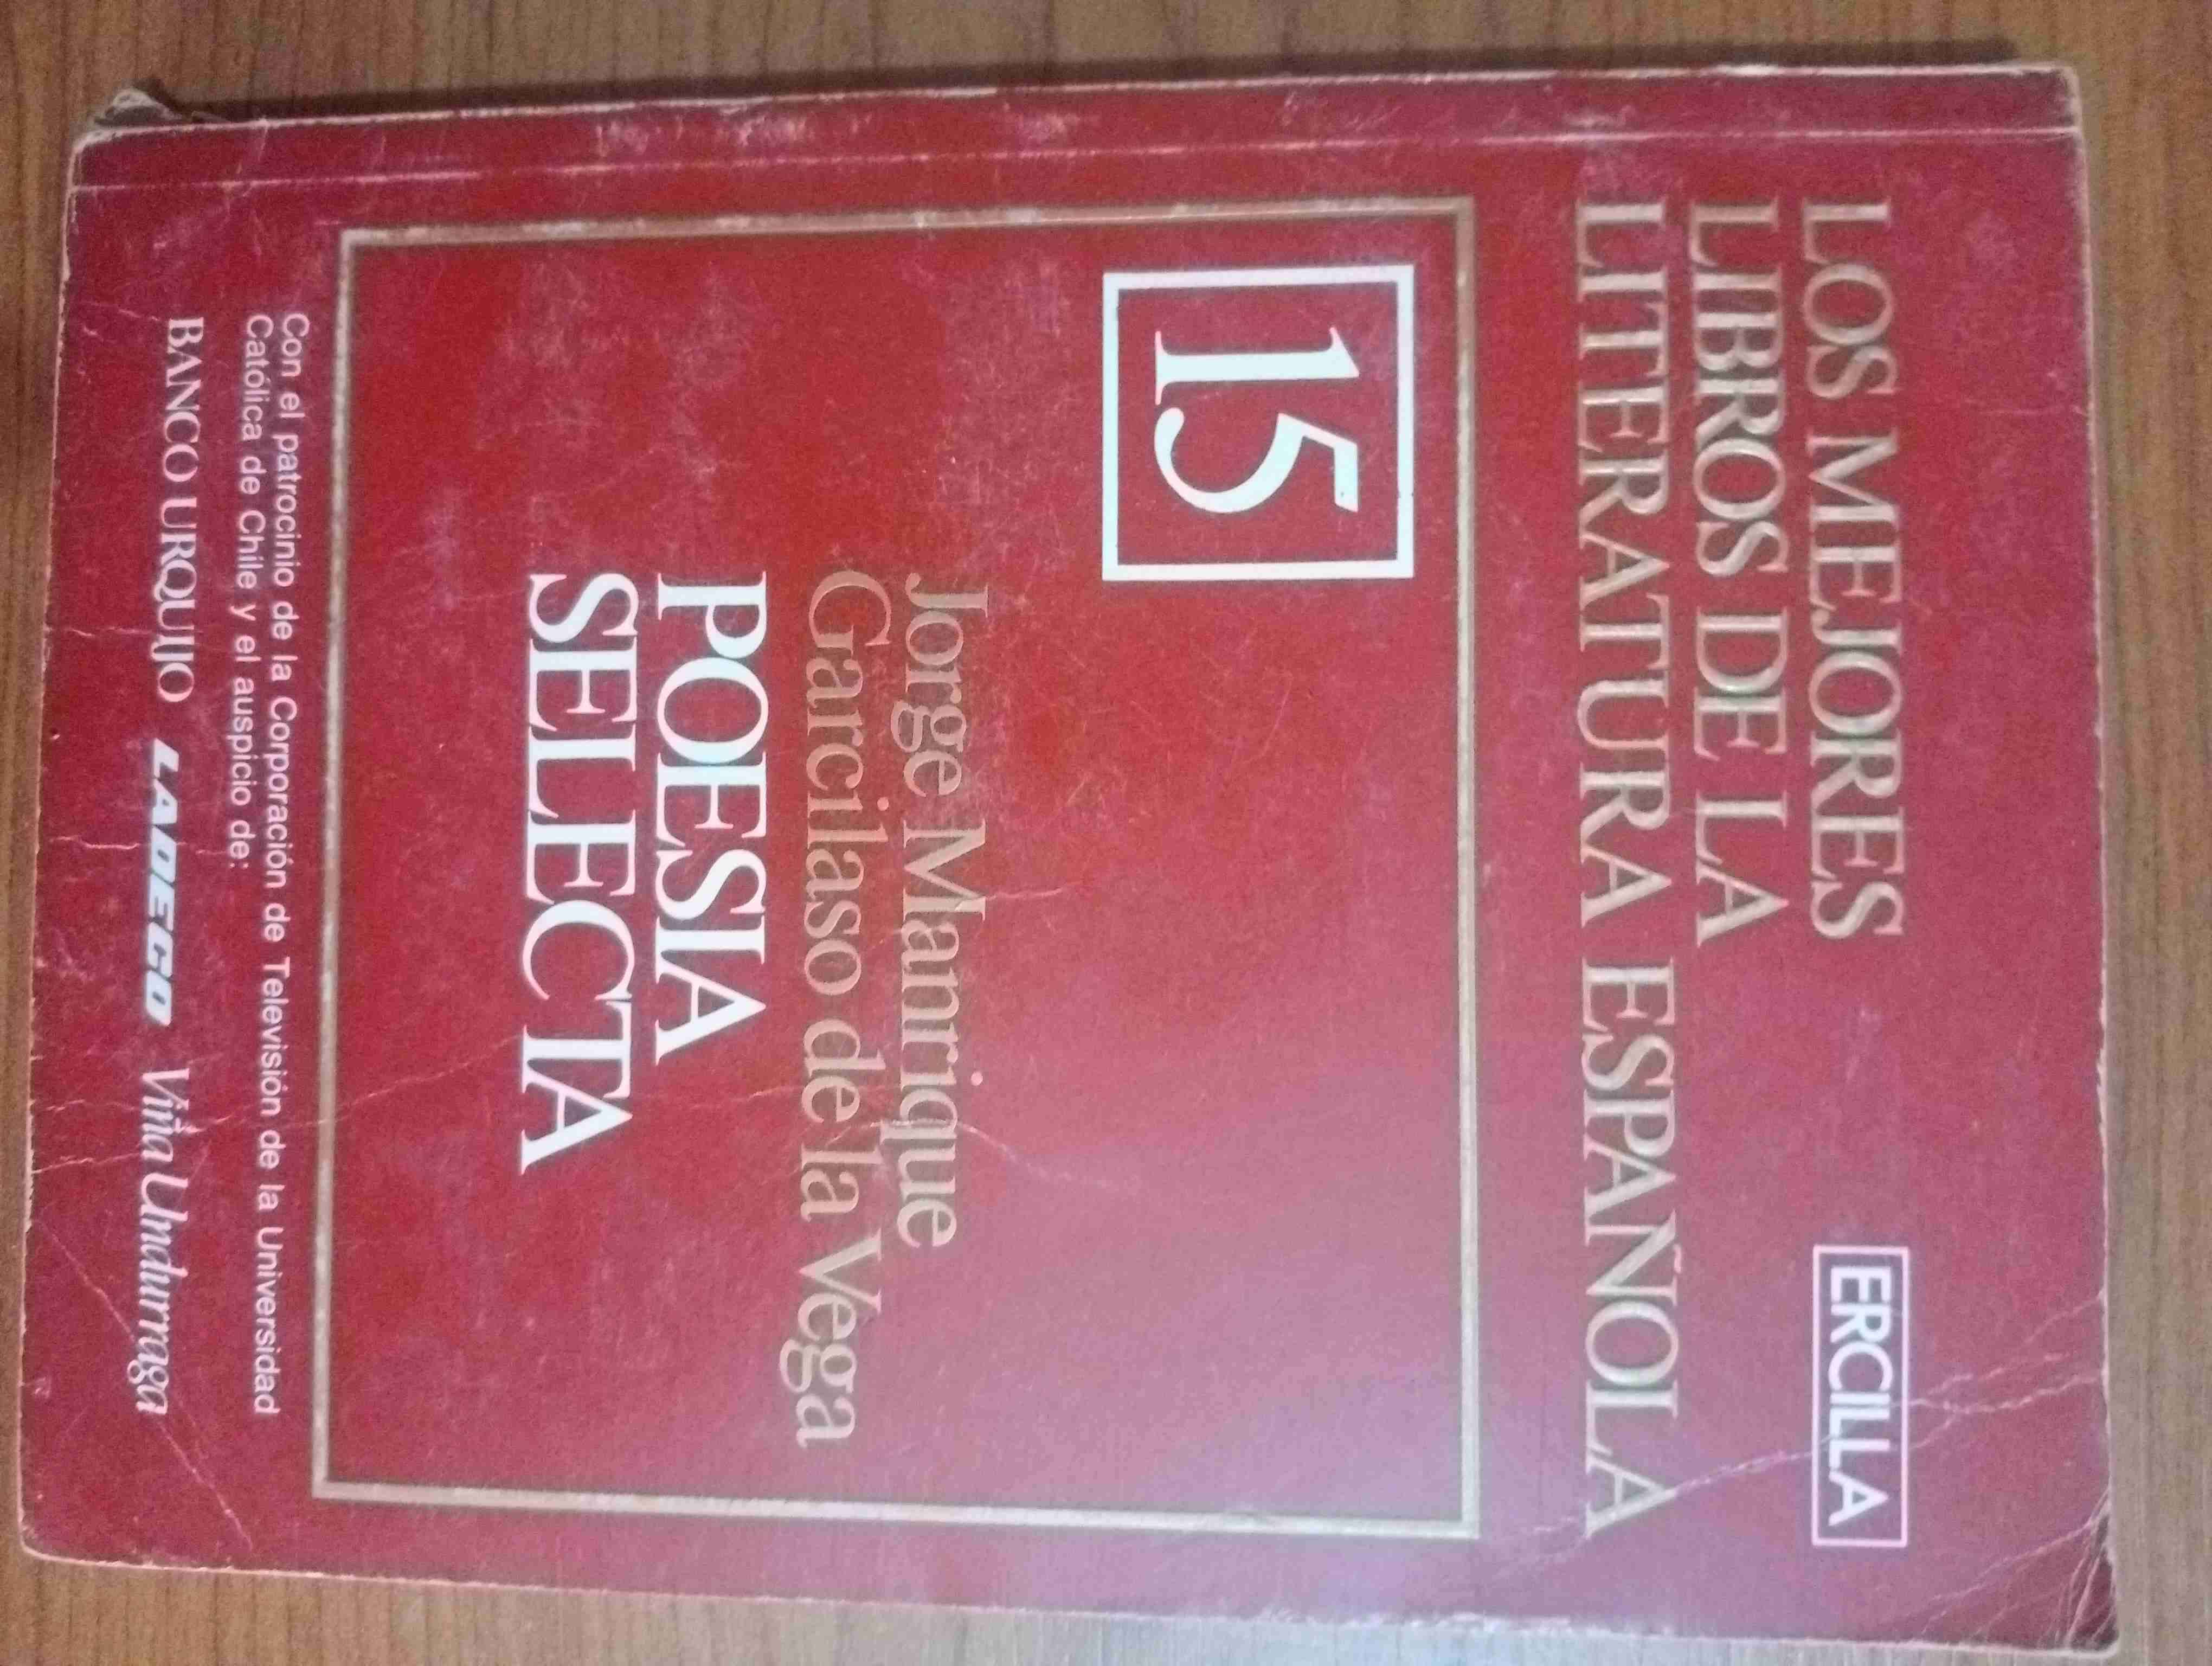 LOS MEJORES
LIBROS DE LA
LITERATURA ESPAÑOLA
ERCILLA
15
Jorge Manrique
Garcilaso de la Vega
POESIA
SELECTA
Con el patrocinio de la Corporación de Televisión de la Universidad
Católica de Chile y el auspicio de:
BANCO URQUIJO LADECO Viña Undurraga